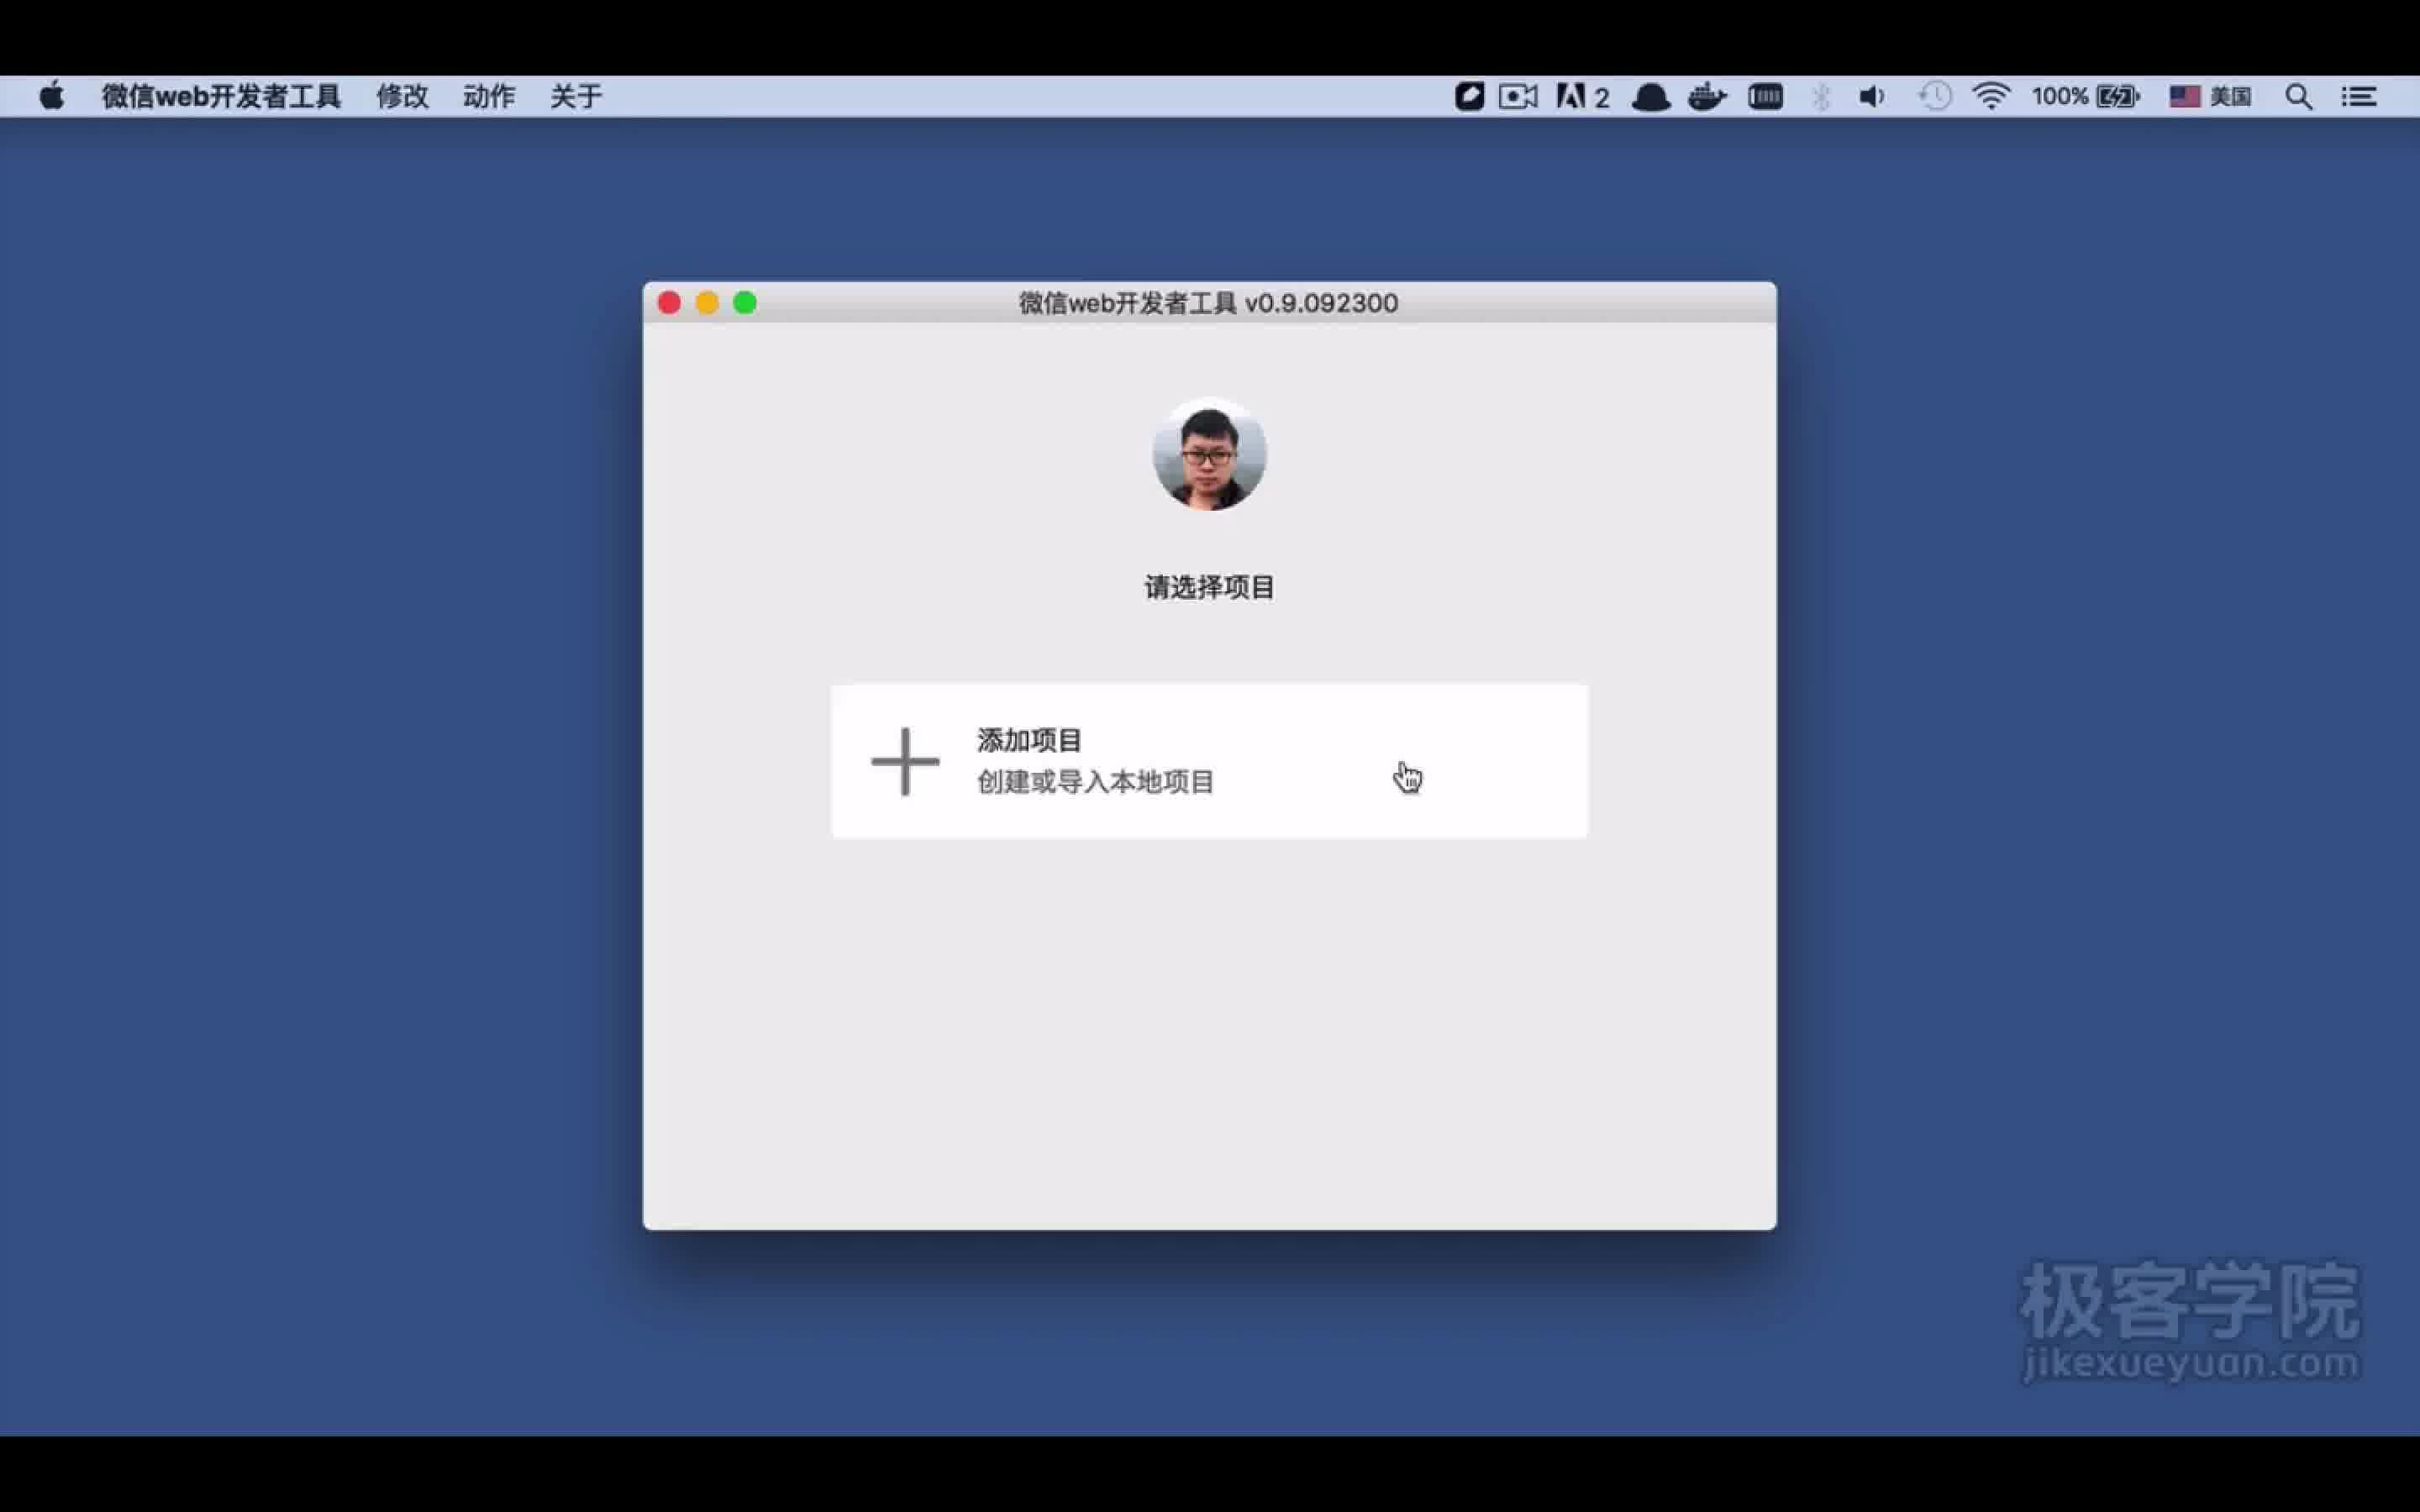 微信web开发者工具 修改 动作 关于 2 100% 美国
微信web开发者工具 v0.9.092300
请选择项目
添加项目
创建或导入本地项目
极客学院
jikexueyuan.com